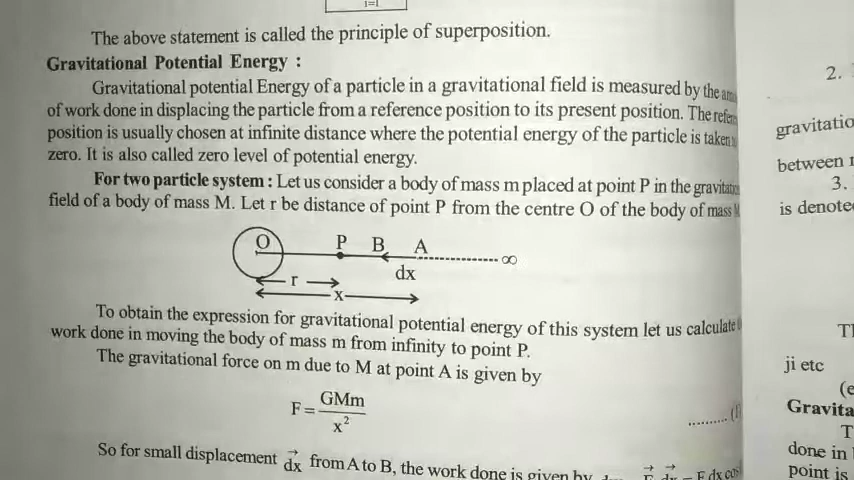 i=1
The above statement is called the principle of superposition.
Gravitational Potential Energy :
Gravitational potential Energy of a particle in a gravitational field is measured by the
of work done in displacing the particle from a reference position to its present position. The
position is usually chosen at infinite distance where the potential energy of the particle is taken
zero. It is also called zero level of potential energy.
For two particle system : Let us consider a body of mass m placed at point P in the
field of a body of mass M. Let r be distance of point P from the centre O of the body of mass M
O P B A ∞
dx
r
x
To obtain the expression for gravitational potential energy of this system let us calculate
work done in moving the body of mass m from infinity to point P.
The gravitational force on m due to M at point A is given by
F = GMm / x²
So for small displacement dx⃗ from A to B, the work done is given by
2.
between
3.
is
ji etc
done in
point is